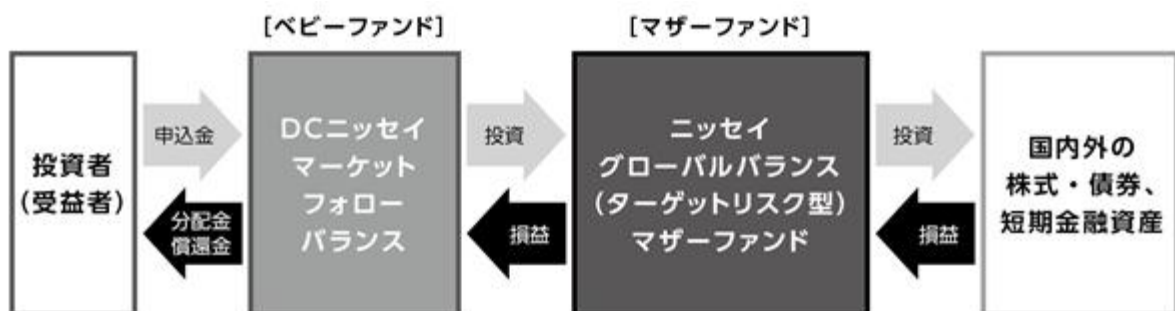 [ベビーファンド]
[マザーファンド]
投資者
(受益者)
申込金
分配金
償還金
DCニッセイ
マーケット
フォロー
バランス
投資
損益
ニッセイ
グローバルバランス
(ターゲットリスク型)
マザーファンド
投資
損益
国内外の
株式・債券、
短期金融資産